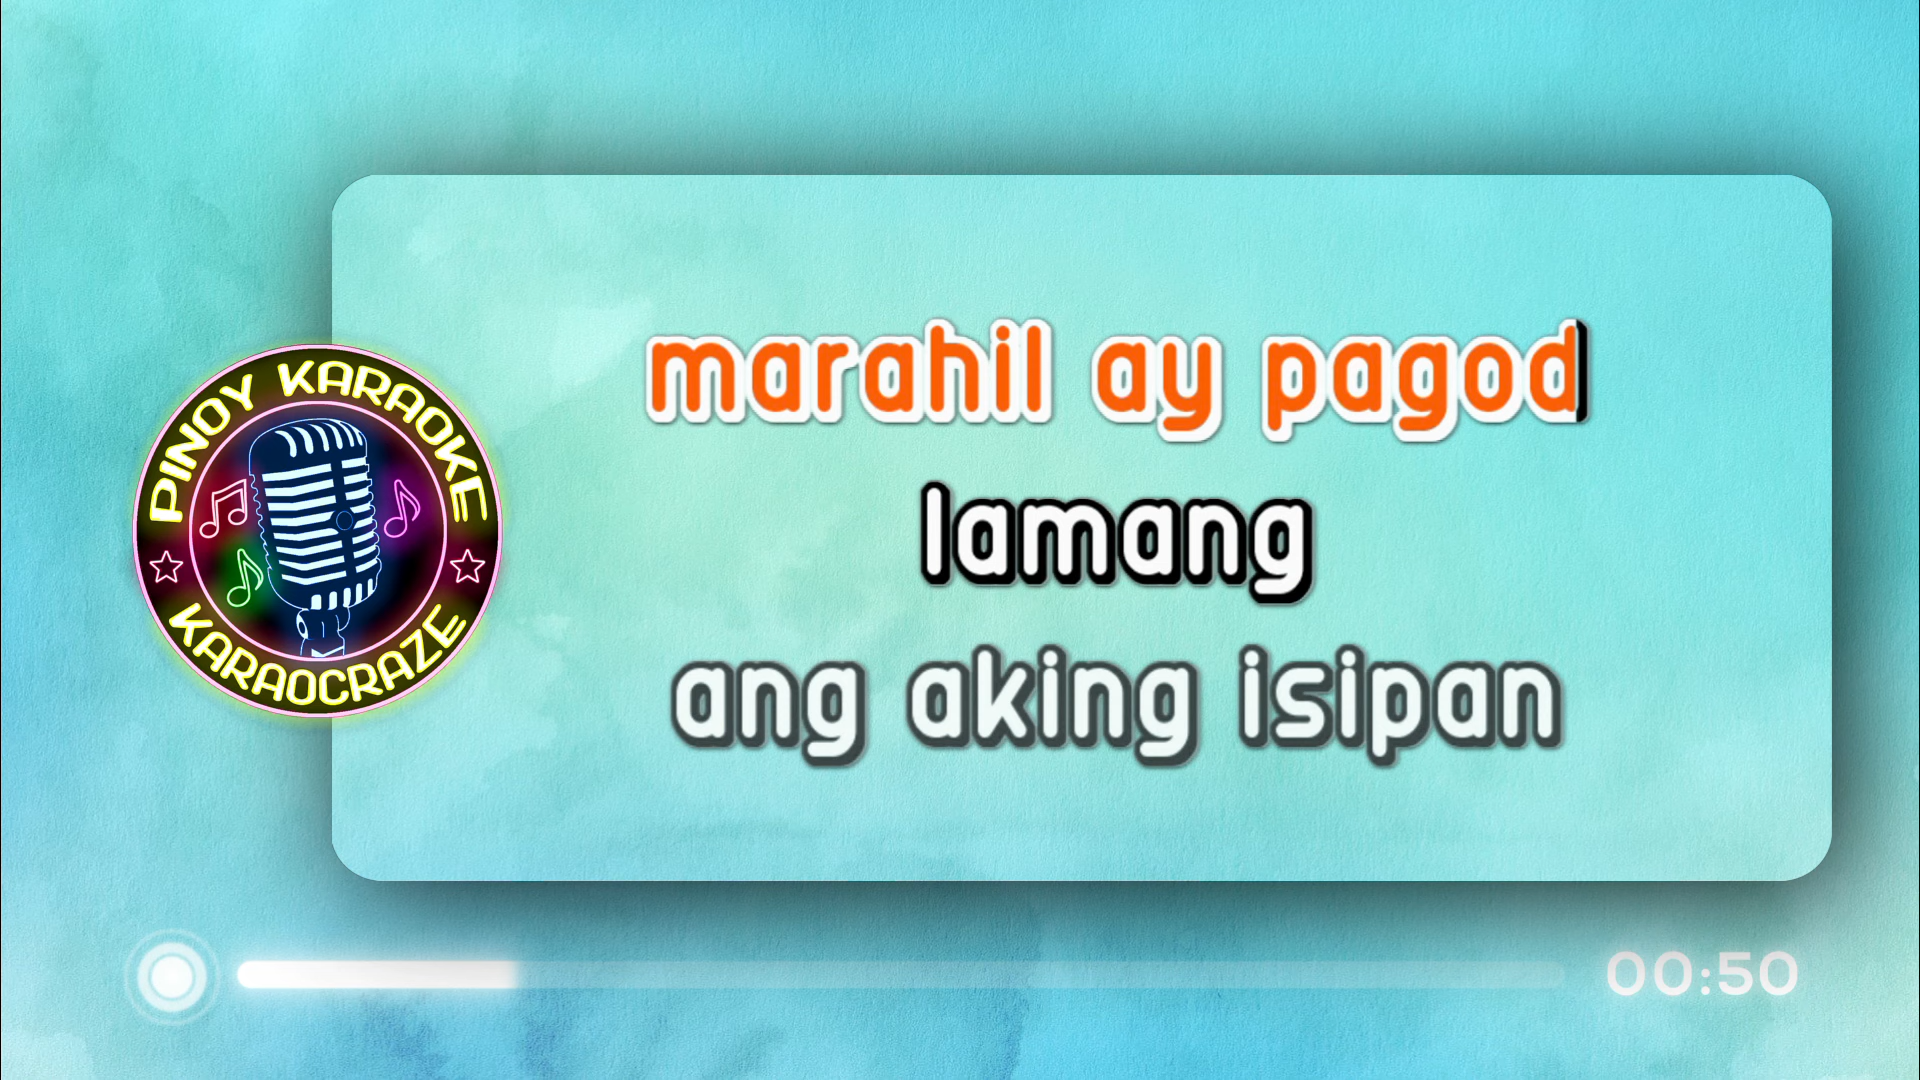 PINOY KARAOKE
KARAOCRAZE
marahil ay pagod
lamang
ang aking isipan
00:50